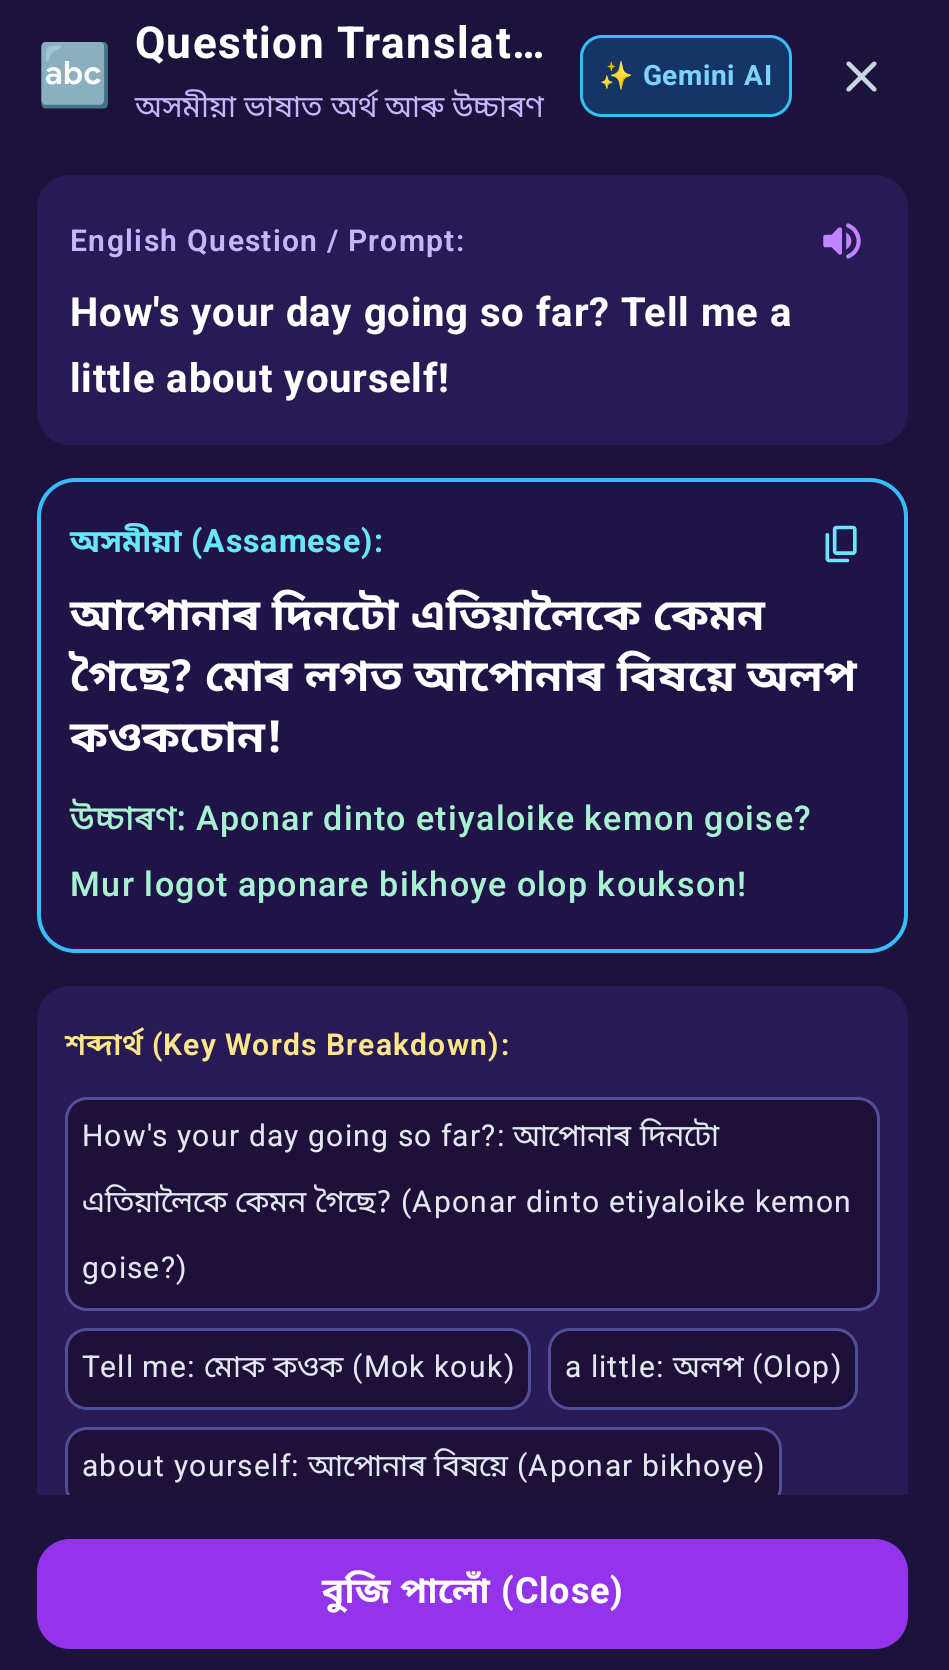 abc
Question Translat...
অসমীয়া ভাষাত অৰ্থ আৰু উচ্চাৰণ
✨ Gemini AI
English Question / Prompt:
How's your day going so far? Tell me a
little about yourself!
অসমীয়া (Assamese):
আপোনাৰ দিনটো এতিয়ালৈকে কেমন
গৈছে? মোৰ লগত আপোনাৰ বিষয়ে অলপ
কওকচোন!
উচ্চাৰণ: Aponar dinto etiyaloike kemon goise?
Mur logot aponare bikhoye olop koukson!
শব্দাৰ্থ (Key Words Breakdown):
How's your day going so far?: আপোনাৰ দিনটো
এতিয়ালৈকে কেমন গৈছে? (Aponar dinto etiyaloike kemon
goise?)
Tell me: মোক কওক (Mok kouk)
a little: অলপ (Olop)
about yourself: আপোনাৰ বিষয়ে (Aponar bikhoye)
বুজি পালোঁ (Close)